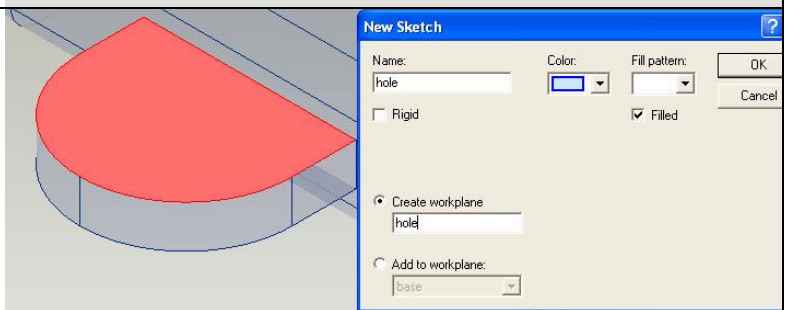 New Sketch ?
Name: Color: Fill pattern: OK
hole
Cancel
Rigid Filled
Create workplane
hole
Add to workplane:
base